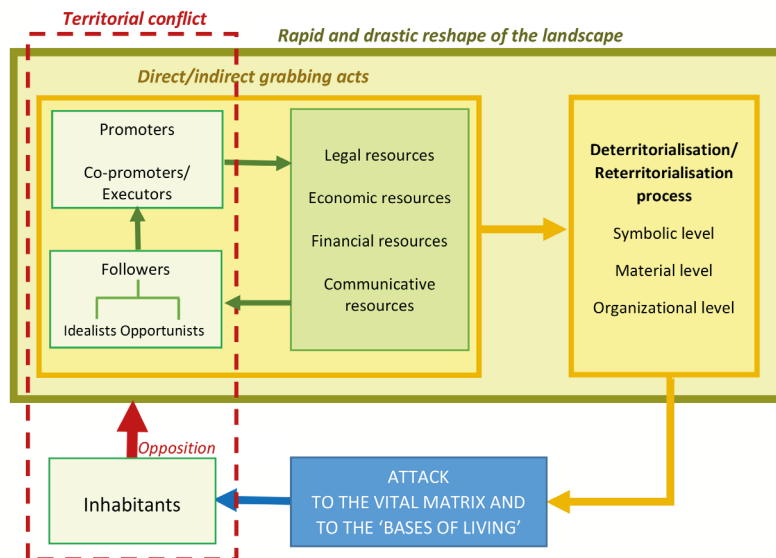 Territorial conflict
Rapid and drastic reshape of the landscape
Direct/indirect grabbing acts
Promoters
Co-promoters/
Executors
Followers
Idealists Opportunists
Legal resources
Economic resources
Financial resources
Communicative
resources
Deterritorialisation/
Reterritorialisation
process
Symbolic level
Material level
Organizational level
Opposition
Inhabitants
ATTACK
TO THE VITAL MATRIX AND
TO THE ‘BASES OF LIVING’